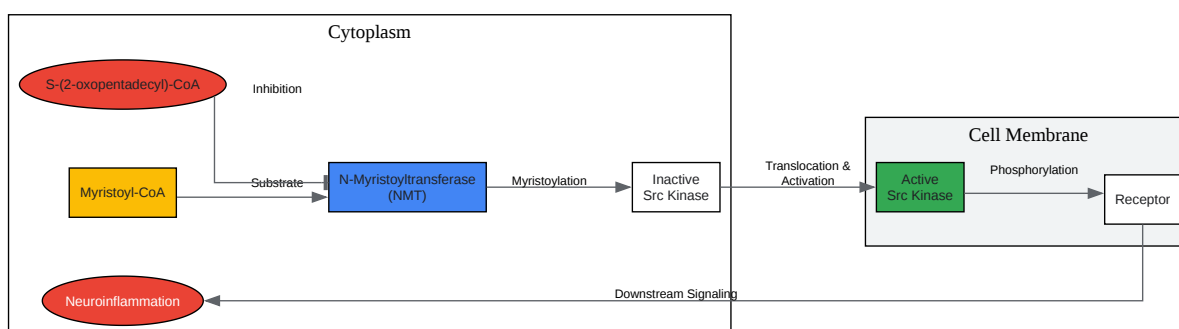 Cytoplasm
S-(2-oxopentadecyl)-CoA
Inhibition
Cell Membrane
Translocation &
Activation
Phosphorylation
Myristoyl-CoA
Substrate
N-Myristoyltransferase
(NMT)
Myristoylation
Inactive
Src Kinase
Active
Src Kinase
Receptor
Neuroinflammation
Downstream Signaling